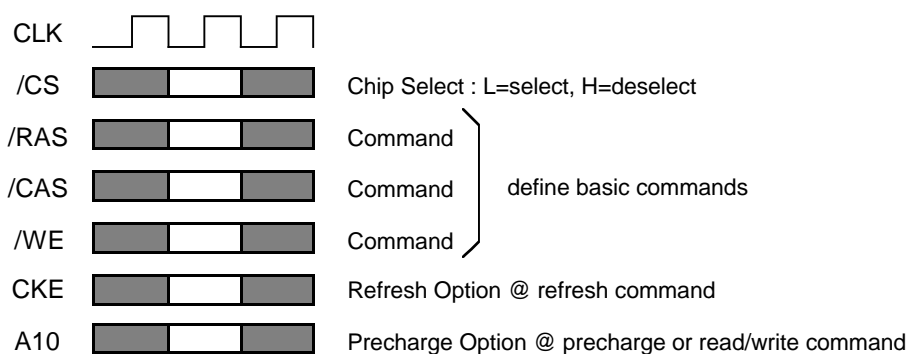 CLK
/CS Chip Select : L=select, H=deselect
/RAS Command
/CAS Command define basic commands
/WE Command
CKE Refresh Option @ refresh command
A10 Precharge Option @ precharge or read/write command